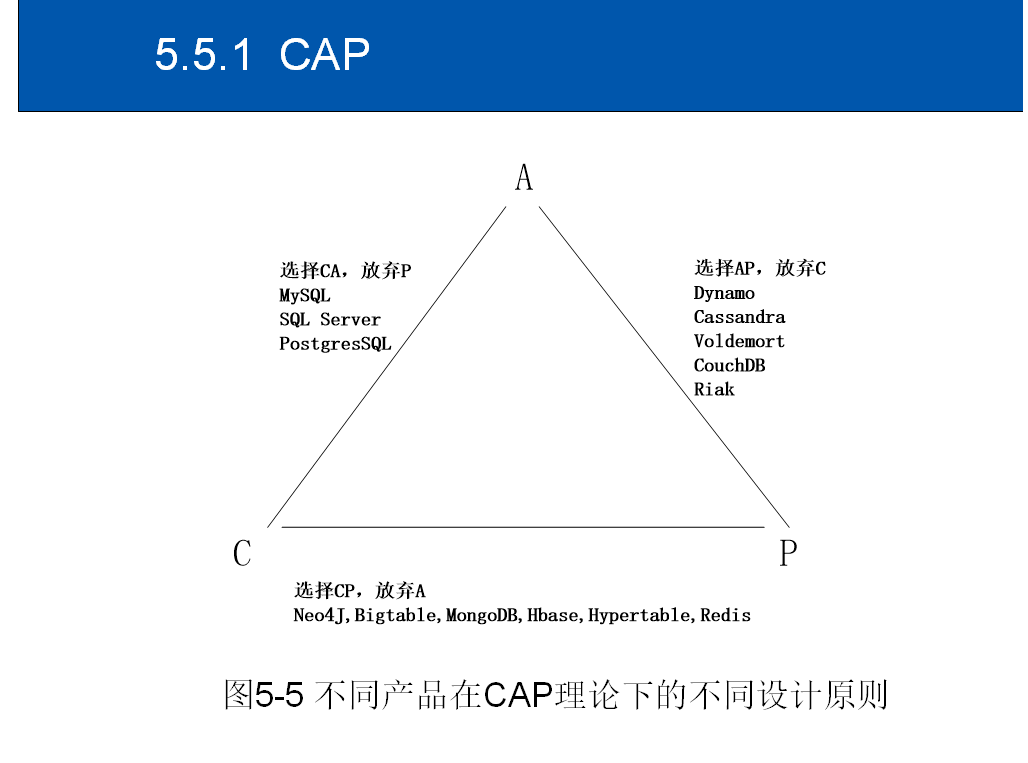 5.5.1 CAP
A
选择CA，放弃P
MySQL
SQL Server
PostgresSQL
选择AP，放弃C
Dynamo
Cassandra
Voldemort
CouchDB
Riak
C
P
选择CP，放弃A
Neo4J,Bigtable,MongoDB,Hbase,Hypertable,Redis
图5-5 不同产品在CAP理论下的不同设计原则